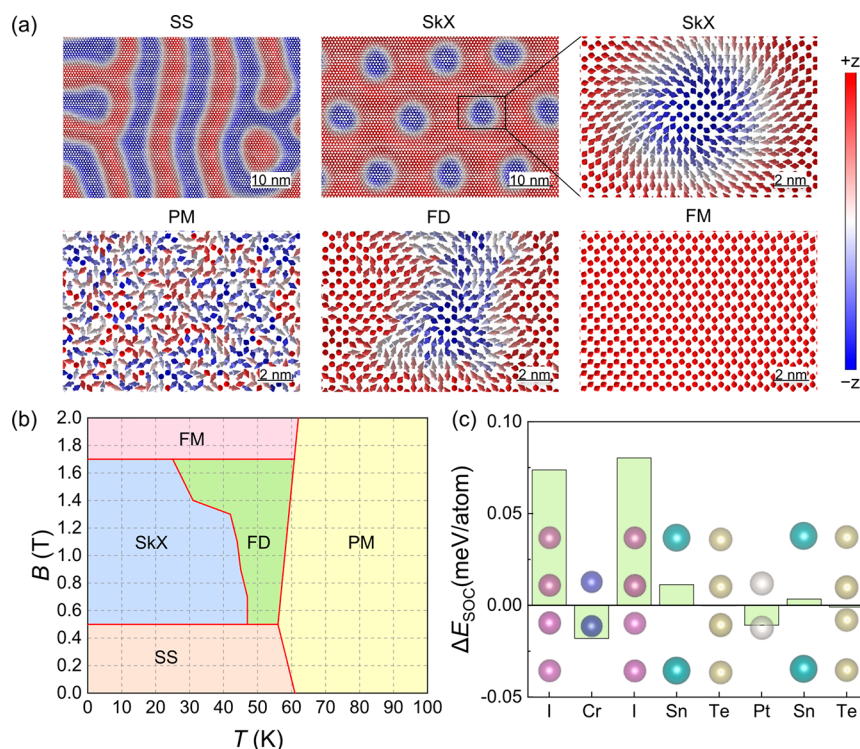 (a)
SS
SkX
SkX
+z
10 nm
10 nm
2 nm
PM
FD
FM
2 nm
2 nm
2 nm
−z
(b)
2.0
1.8
1.6
1.4
1.2
1.0
0.8
0.6
0.4
0.2
0.0
B (T)
FM
SkX
FD
PM
SS
0 10 20 30 40 50 60 70 80 90 100
T (K)
(c)
0.10
0.05
0.00
-0.05
ΔESOC(meV/atom)
I Cr I Sn Te Pt Sn Te